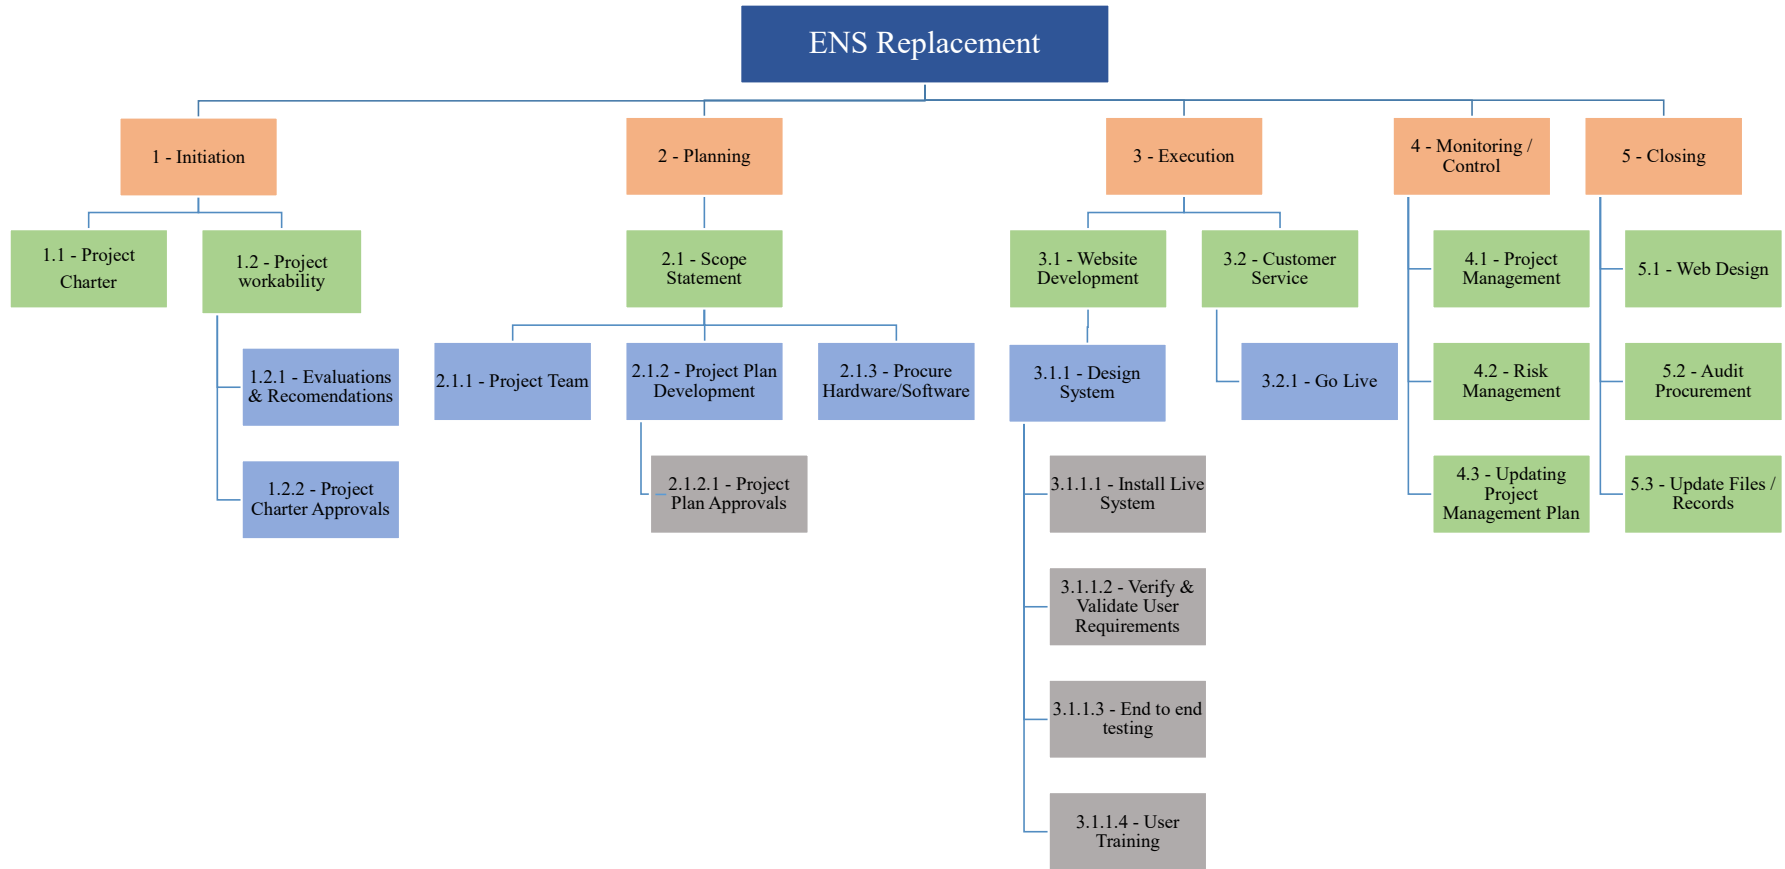 ENS Replacement
1 - Initiation
2 - Planning
3 - Execution
4 - Monitoring /
Control
5 - Closing
1.1 - Project
Charter
1.2 - Project
workability
2.1 - Scope
Statement
3.1 - Website
Development
3.2 - Customer
Service
4.1 - Project
Management
5.1 - Web Design
1.2.1 - Evaluations
& Recomendations
2.1.1 - Project Team
2.1.2 - Project Plan
Development
2.1.3 - Procure
Hardware/Software
3.1.1 - Design
System
3.2.1 - Go Live
4.2 - Risk
Management
5.2 - Audit
Procurement
1.2.2 - Project
Charter Approvals
2.1.2.1 - Project
Plan Approvals
3.1.1.1 - Install Live
System
4.3 - Updating
Project
Management Plan
5.3 - Update Files /
Records
3.1.1.2 - Verify &
Validate User
Requirements
3.1.1.3 - End to end
testing
3.1.1.4 - User
Training